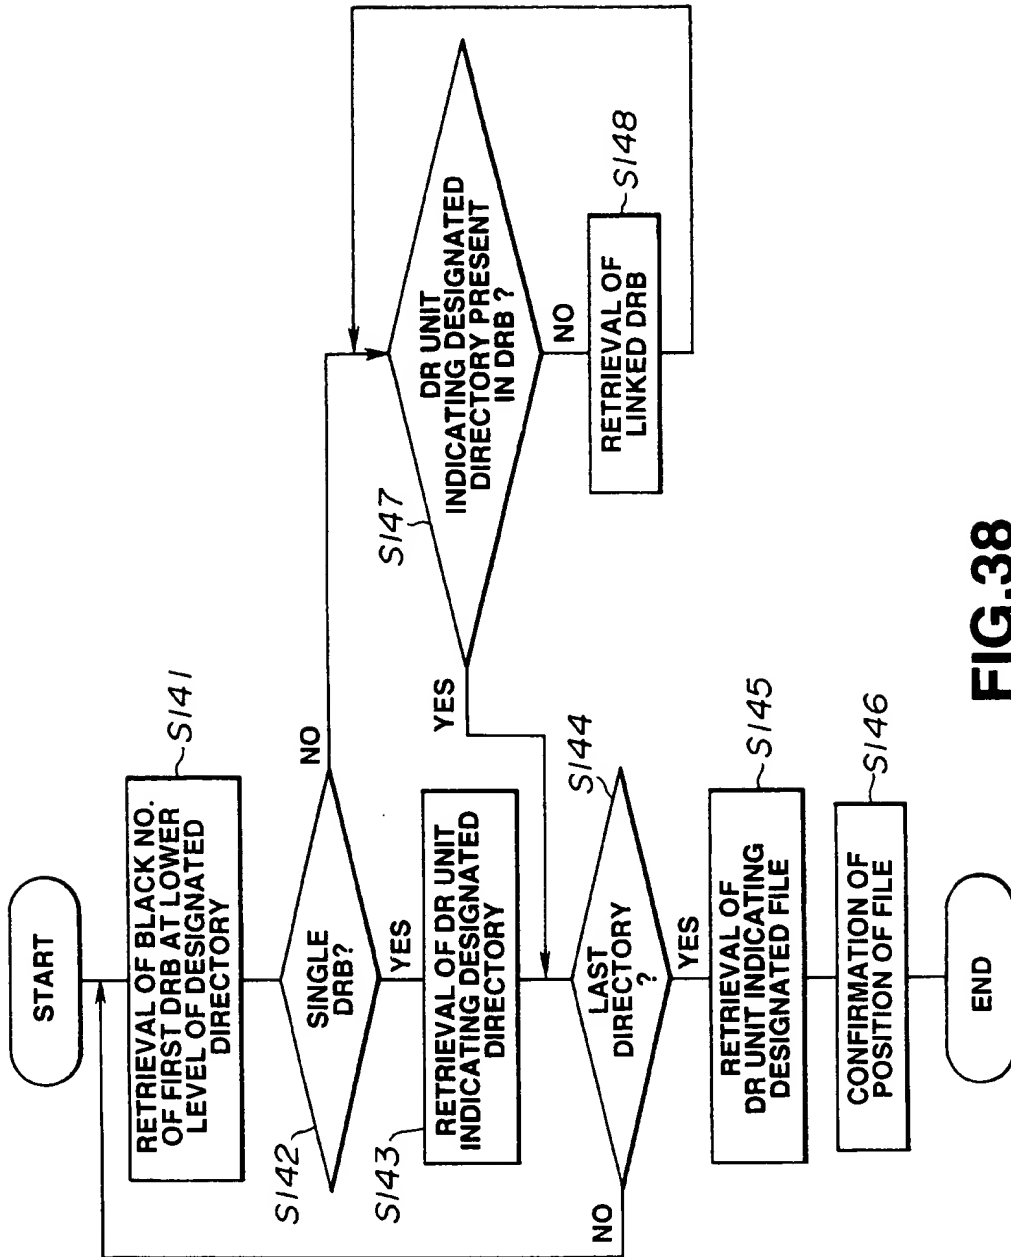 START
RETRIEVAL OF BLACK NO.
OF FIRST DRB AT LOWER
LEVEL OF DESIGNATED
DIRECTORY
S141
SINGLE
DRB?
S142
NO
YES
RETRIEVAL OF DR UNIT
INDICATING DESIGNATED
DIRECTORY
S143
LAST
DIRECTORY
?
S144
NO
YES
RETRIEVAL OF
DR UNIT INDICATING
DESIGNATED FILE
S145
CONFIRMATION OF
POSITION OF FILE
S146
END
DR UNIT
INDICATING DESIGNATED
DIRECTORY PRESENT
IN DRB ?
S147
YES
NO
RETRIEVAL OF
LINKED DRB
S148
FIG.38